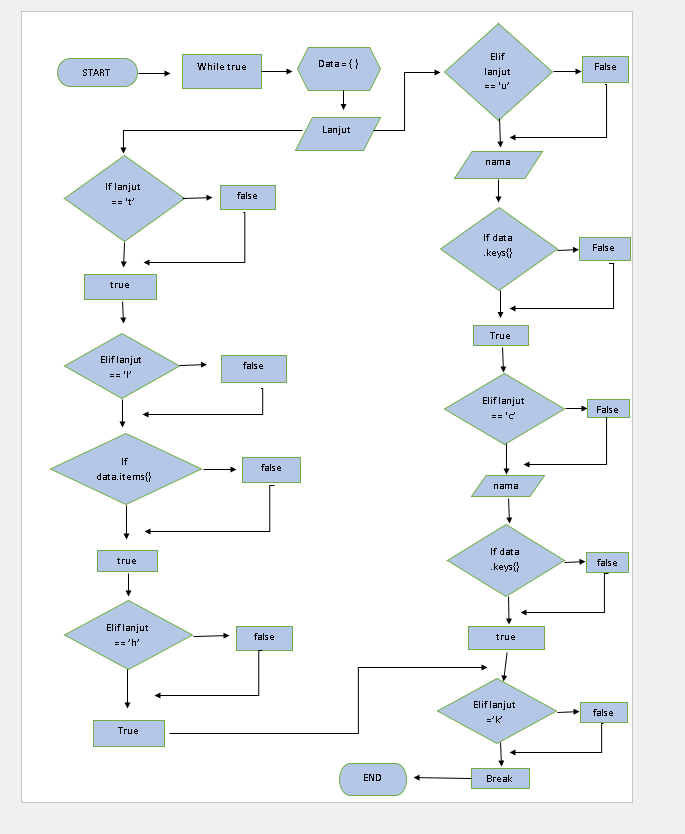 START
While true
Data = { }
Lanjut
If lanjut
== 't'
false
true
Elif lanjut
== 'l'
false
If
data.items{}
false
true
Elif lanjut
== 'h'
false
True
Elif
lanjut
== 'u'
False
nama
If data
.keys{}
False
True
Elif lanjut
== 'c'
False
nama
If data
.keys{}
false
true
Elif lanjut
='k'
false
Break
END